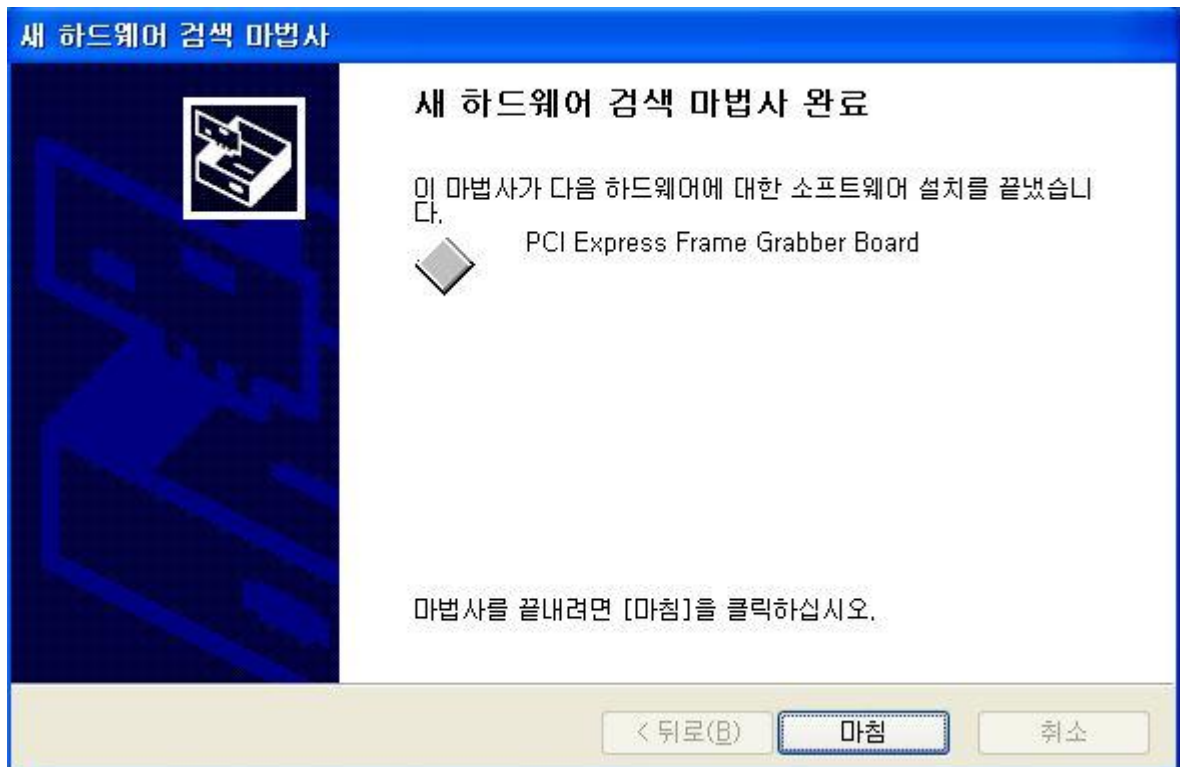 새 하드웨어 검색 마법사
새 하드웨어 검색 마법사 완료
이 마법사가 다음 하드웨어에 대한 소프트웨어 설치를 끝냈습니
다.
PCI Express Frame Grabber Board
마법사를 끝내려면 [마침]을 클릭하십시오.
< 뒤로(B) 마침 취소